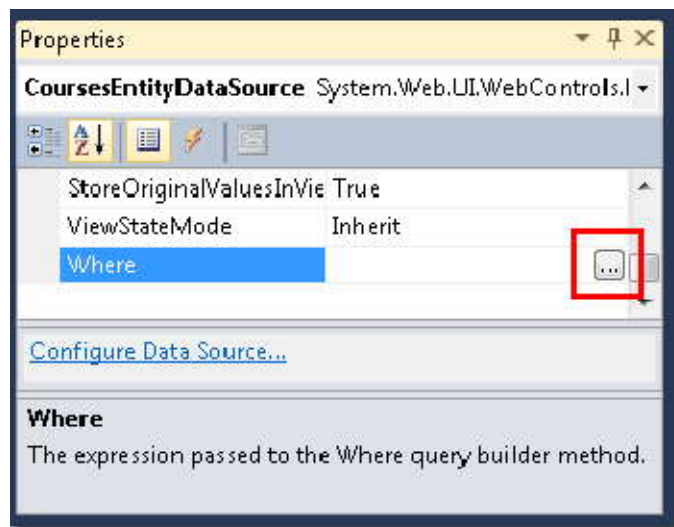 Properties
CoursesEntityDataSource System.Web.UI.WebControls.
StoreOriginalValuesInVie True
ViewStateMode Inherit
Where ...
Configure Data Source...
Where
The expression passed to the Where query builder method.